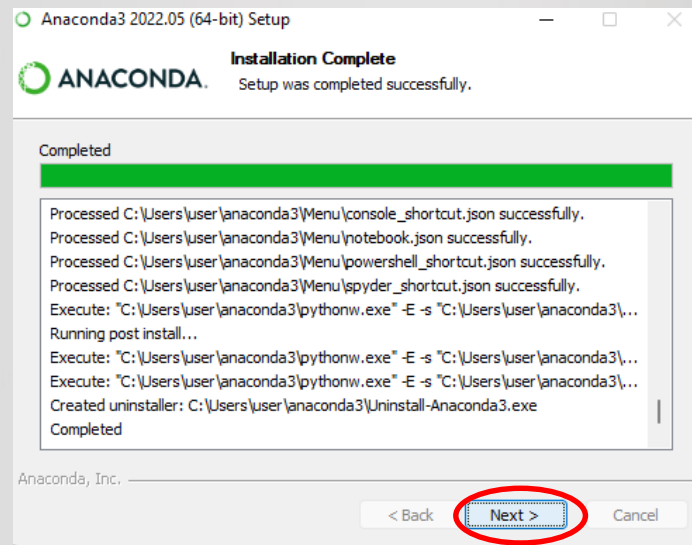 Anaconda3 2022.05 (64-bit) Setup
ANACONDA.
Installation Complete
Setup was completed successfully.
Completed
Processed C:\Users\user\anaconda3\Menu\console_shortcut.json successfully.
Processed C:\Users\user\anaconda3\Menu\notebook.json successfully.
Processed C:\Users\user\anaconda3\Menu\powershell_shortcut.json successfully.
Processed C:\Users\user\anaconda3\Menu\spyder_shortcut.json successfully.
Execute: "C:\Users\user\anaconda3\pythonw.exe" -E -s "C:\Users\user\anaconda3\...
Running post install...
Execute: "C:\Users\user\anaconda3\pythonw.exe" -E -s "C:\Users\user\anaconda3\...
Execute: "C:\Users\user\anaconda3\pythonw.exe" -E -s "C:\Users\user\anaconda3\...
Created uninstaller: C:\Users\user\anaconda3\Uninstall-Anaconda3.exe
Completed
Anaconda, Inc.
< Back Next > Cancel